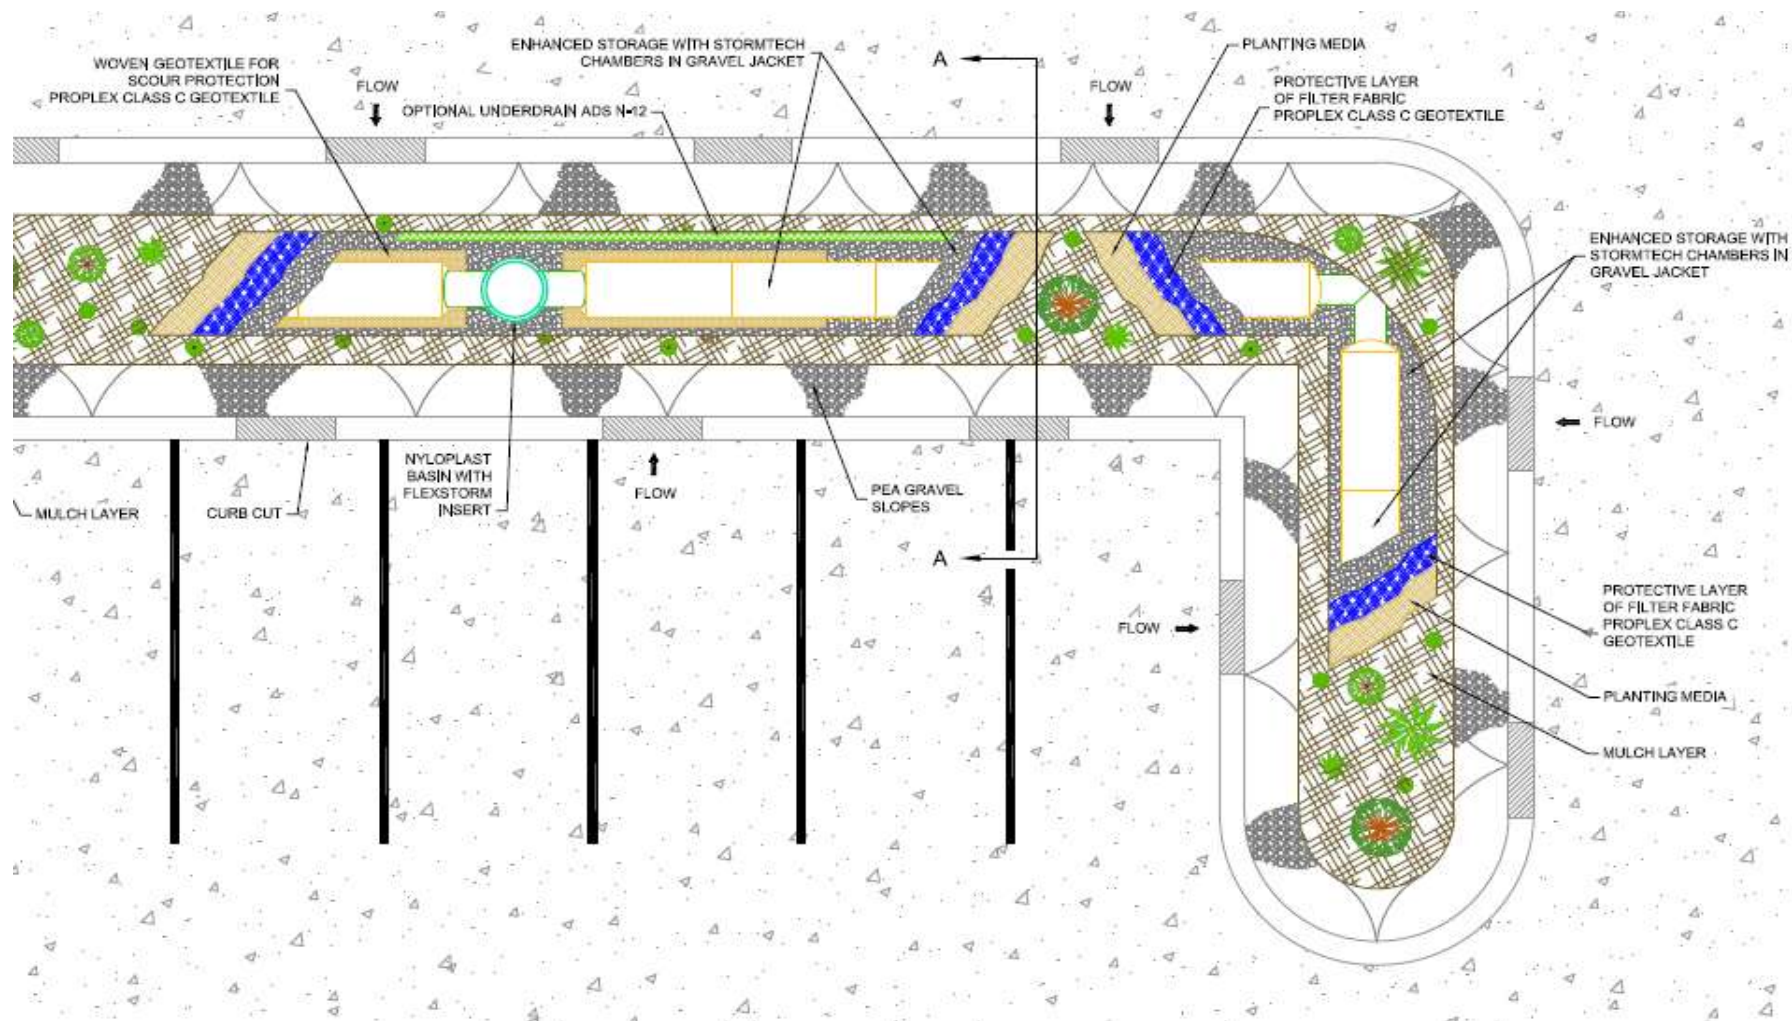 WOVEN GEOTEXTILE FOR
SCOUR PROTECTION
PROPLEX CLASS C GEOTEXTILE
FLOW
ENHANCED STORAGE WITH STORMTECH
CHAMBERS IN GRAVEL JACKET
OPTIONAL UNDERDRAIN ADS N-12
A
FLOW
PLANTING MEDIA
PROTECTIVE LAYER
OF FILTER FABRIC
PROPLEX CLASS C GEOTEXTILE
ENHANCED STORAGE WITH
STORMTECH CHAMBERS IN
GRAVEL JACKET
FLOW
MULCH LAYER
CURB CUT
NYLOPLAST
BASIN WITH
FLEXSTORM
INSERT
FLOW
PEA GRAVEL
SLOPES
A
FLOW
PROTECTIVE LAYER
OF FILTER FABRIC
PROPLEX CLASS C
GEOTEXTILE
PLANTING MEDIA
MULCH LAYER